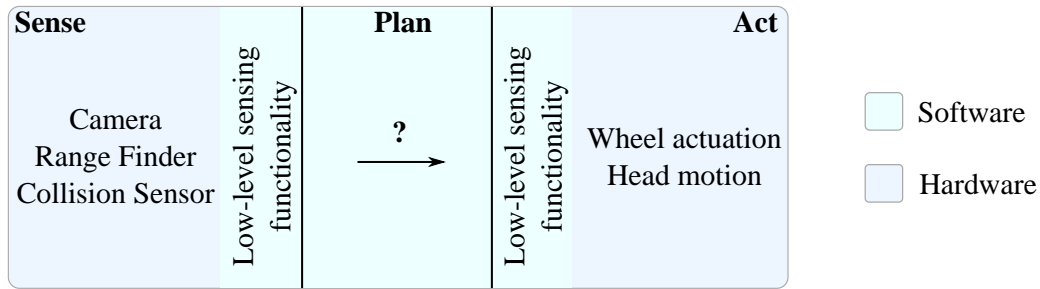 Sense
Plan
Act
Camera
Range Finder
Collision Sensor
Low-level sensing
functionality
?
Low-level sensing
functionality
Wheel actuation
Head motion
Software
Hardware